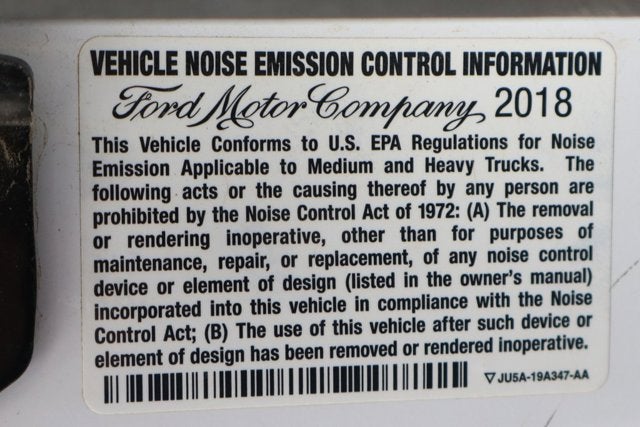 VEHICLE NOISE EMISSION CONTROL INFORMATION
Ford Motor Company 2018
This Vehicle Conforms to U.S. EPA Regulations for Noise
Emission Applicable to Medium and Heavy Trucks. The
following acts or the causing thereof by any person are
prohibited by the Noise Control Act of 1972: (A) The removal
or rendering inoperative, other than for purposes of
maintenance, repair, or replacement, of any noise control
device or element of design (listed in the owner's manual)
incorporated into this vehicle in compliance with the Noise
Control Act; (B) The use of this vehicle after such device or
element of design has been removed or rendered inoperative.
▽ JU5A-19A347-AA